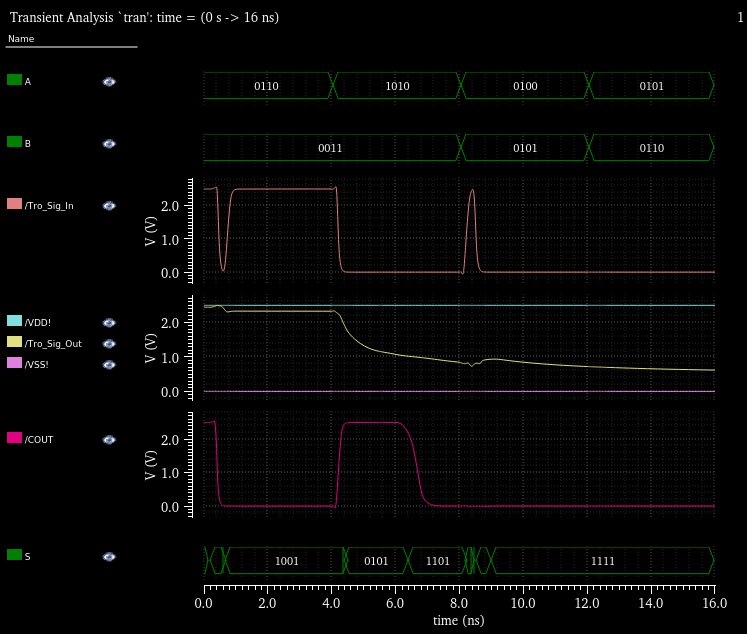 Transient Analysis `tran': time = (0 s -> 16 ns) 1
Name
A 0110 1010 0100 0101
B 0011 0101 0110
/Tro_Sig_In
V (V)
2.0
1.0
0.0
/VDD!
/Tro_Sig_Out
/VSS!
V (V)
2.0
1.0
0.0
/COUT
V (V)
2.0
1.0
0.0
S 1001 0101 1101 1111
0.0 2.0 4.0 6.0 8.0 10.0 12.0 14.0 16.0
time (ns)